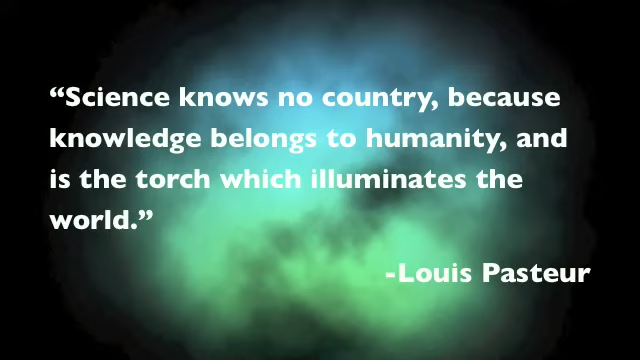 “Science knows no country, because
knowledge belongs to humanity, and
is the torch which illuminates the
world.”
-Louis Pasteur